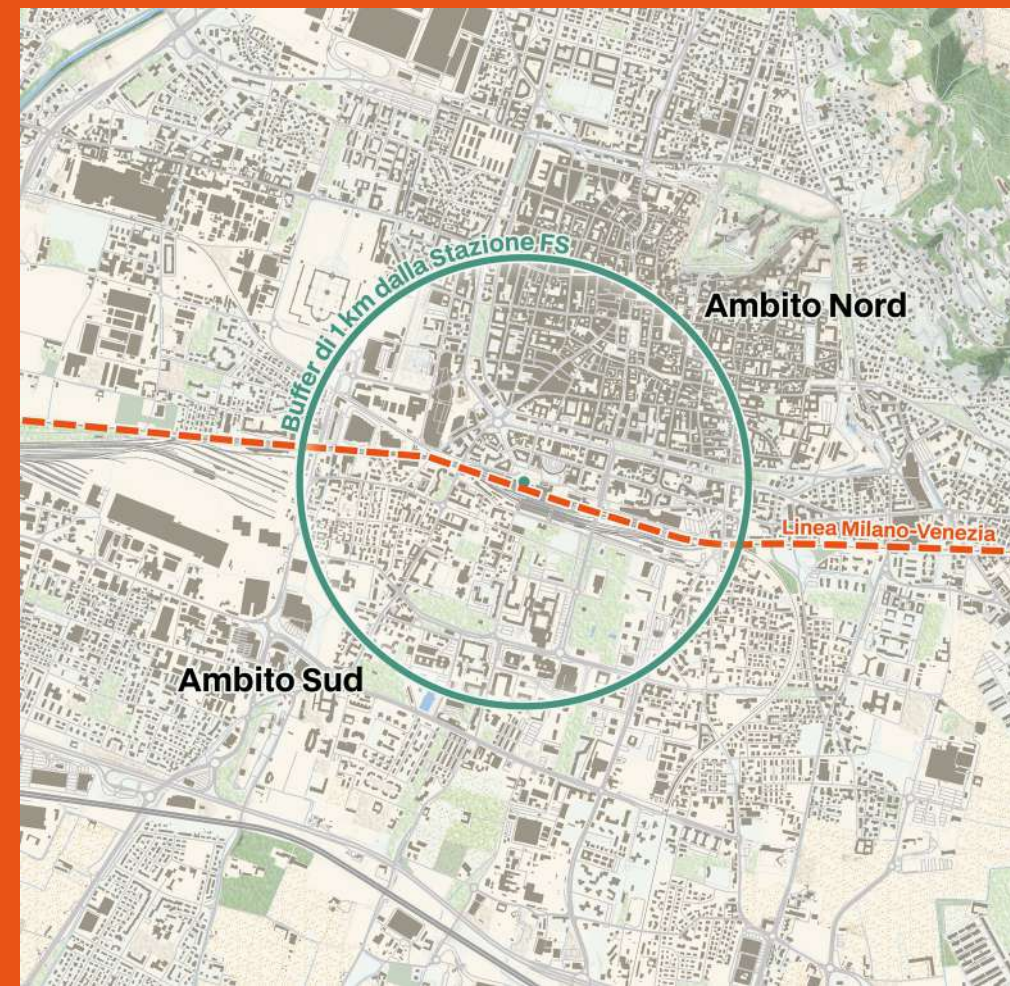 Buffer di 1 km dalla Stazione FS
Ambito Nord
Linea Milano-Venezia
Ambito Sud